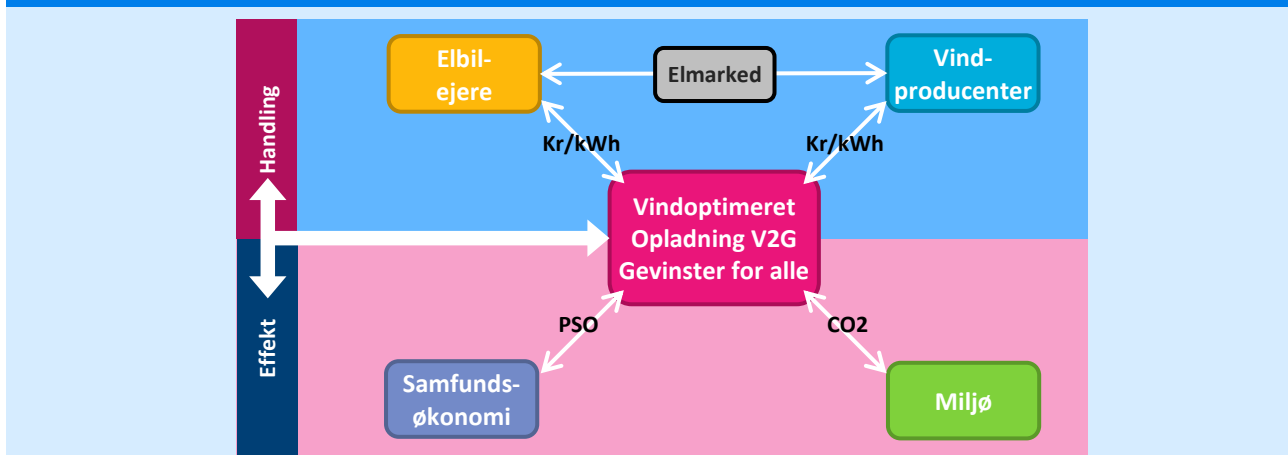 Handling
Elbil-
ejere
Elmarked
Vind-
producenter
Kr/kWh
Kr/kWh
Vindoptimeret
Opladning V2G
Gevinster for alle
Effekt
PSO
CO2
Samfunds-
økonomi
Miljø